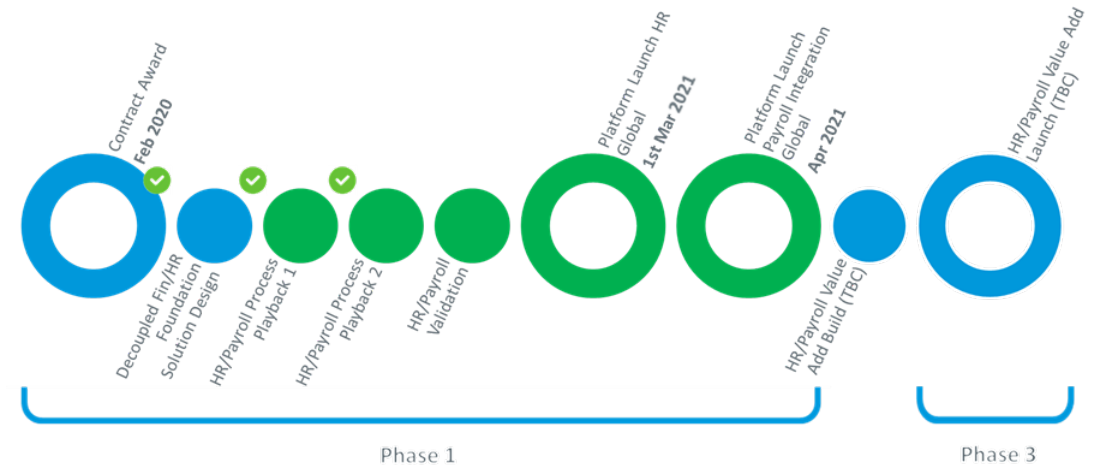 Contract Award
Feb 2020
Decoupled Fin/HR
Foundation
Solution Design
HR/Payroll Process
Playback 1
HR/Payroll Process
Playback 2
HR/Payroll
Validation
Platform Launch HR
Global
1st Mar 2021
Platform Launch
Payroll Integration
Global
Apr 2021
HR/Payroll Value
Add Build (TBC)
HR/Payroll Value Add
Launch (TBC)
Phase 1
Phase 3